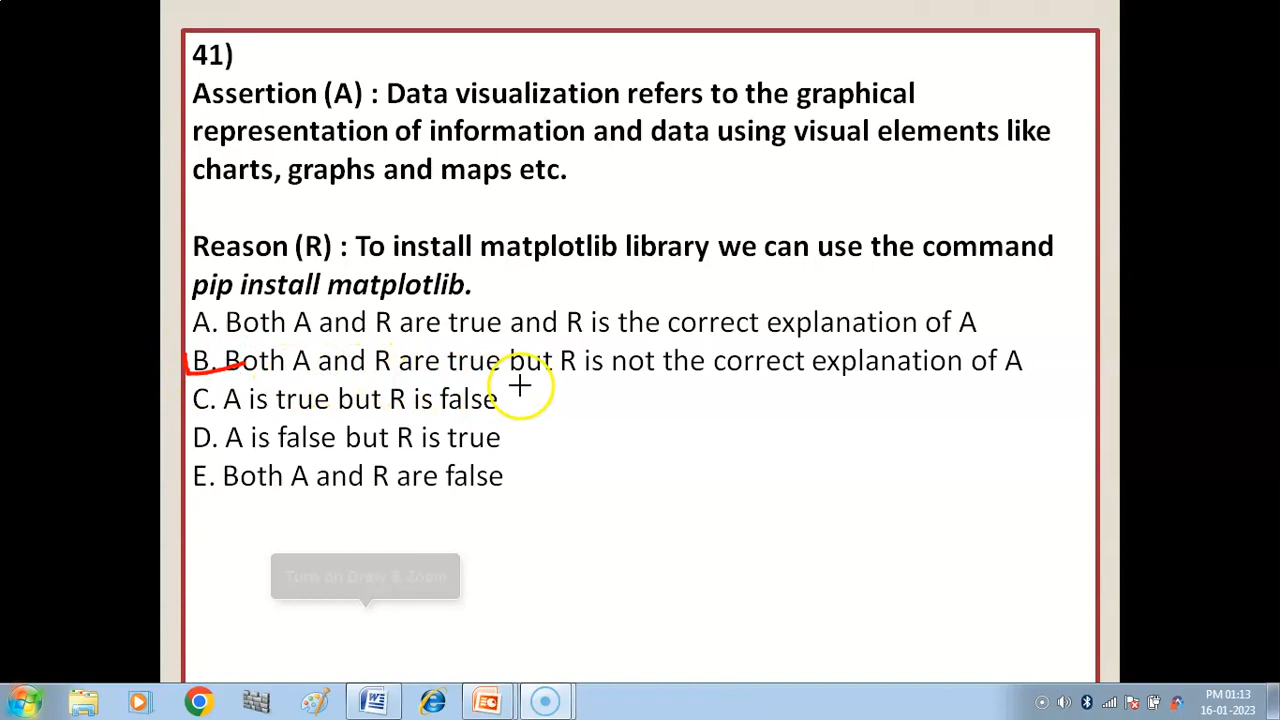 41)
Assertion (A) : Data visualization refers to the graphical
representation of information and data using visual elements like
charts, graphs and maps etc.
Reason (R) : To install matplotlib library we can use the command
pip install matplotlib.
A. Both A and R are true and R is the correct explanation of A
B. Both A and R are true but R is not the correct explanation of A
C. A is true but R is false
D. A is false but R is true
E. Both A and R are false
Turn on Draw & Zoom
PM 01:13
16-01-2023